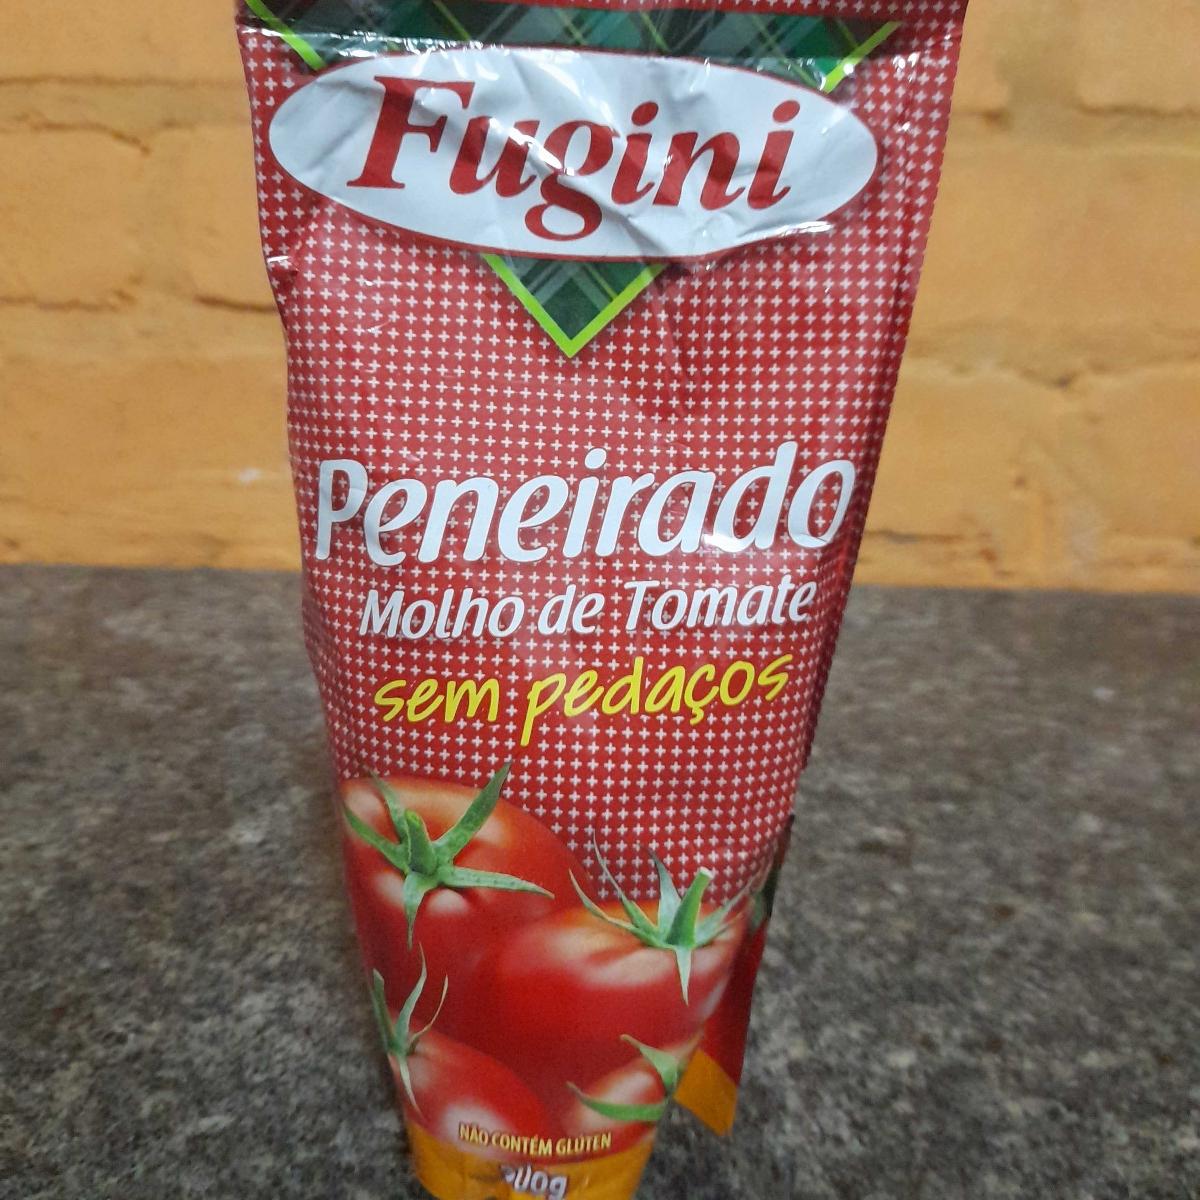 Fugini
Peneirado
Molho de Tomate
sem pedaços
NÃO CONTÉM GLÚTEN